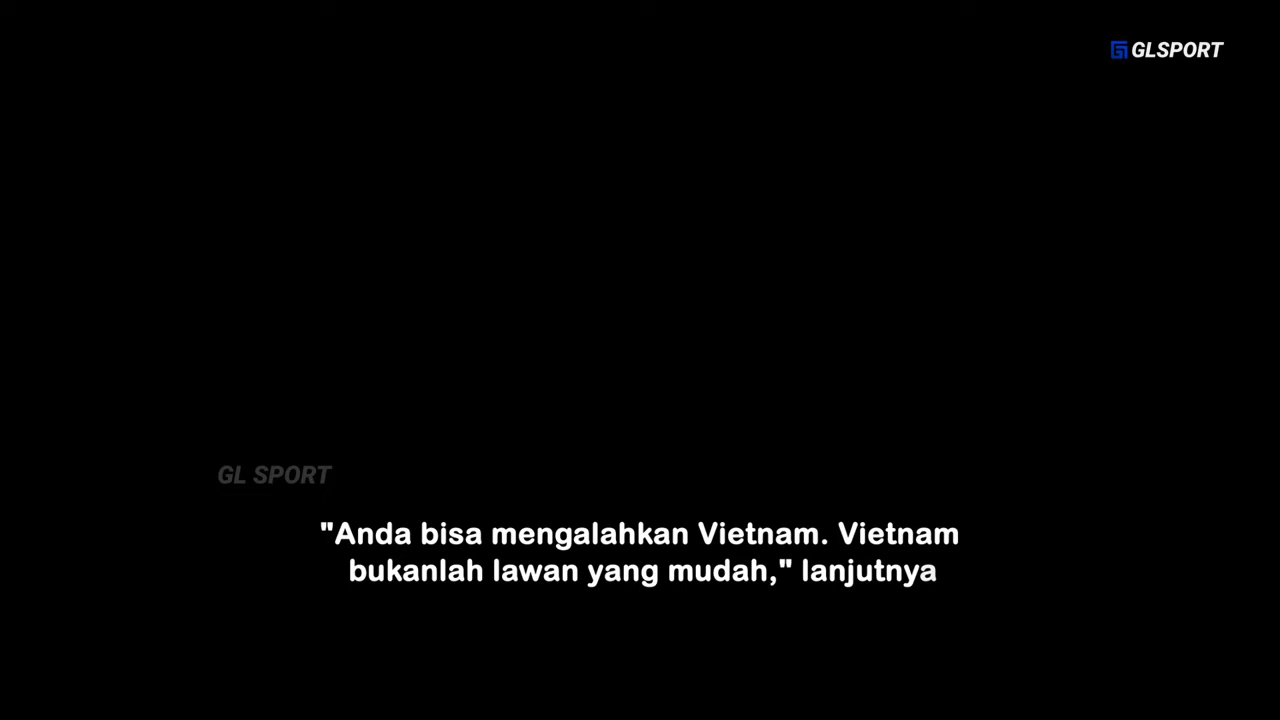 GLSPORT
GL SPORT
"Anda bisa mengalahkan Vietnam. Vietnam
bukanlah lawan yang mudah," lanjutnya